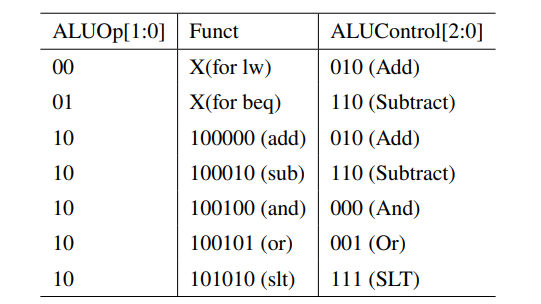 ALUOp[1:0] Funct ALUControl[2:0]
00 X(for lw) 010 (Add)
01 X(for beq) 110 (Subtract)
10 100000 (add) 010 (Add)
10 100010 (sub) 110 (Subtract)
10 100100 (and) 000 (And)
10 100101 (or) 001 (Or)
10 101010 (slt) 111 (SLT)